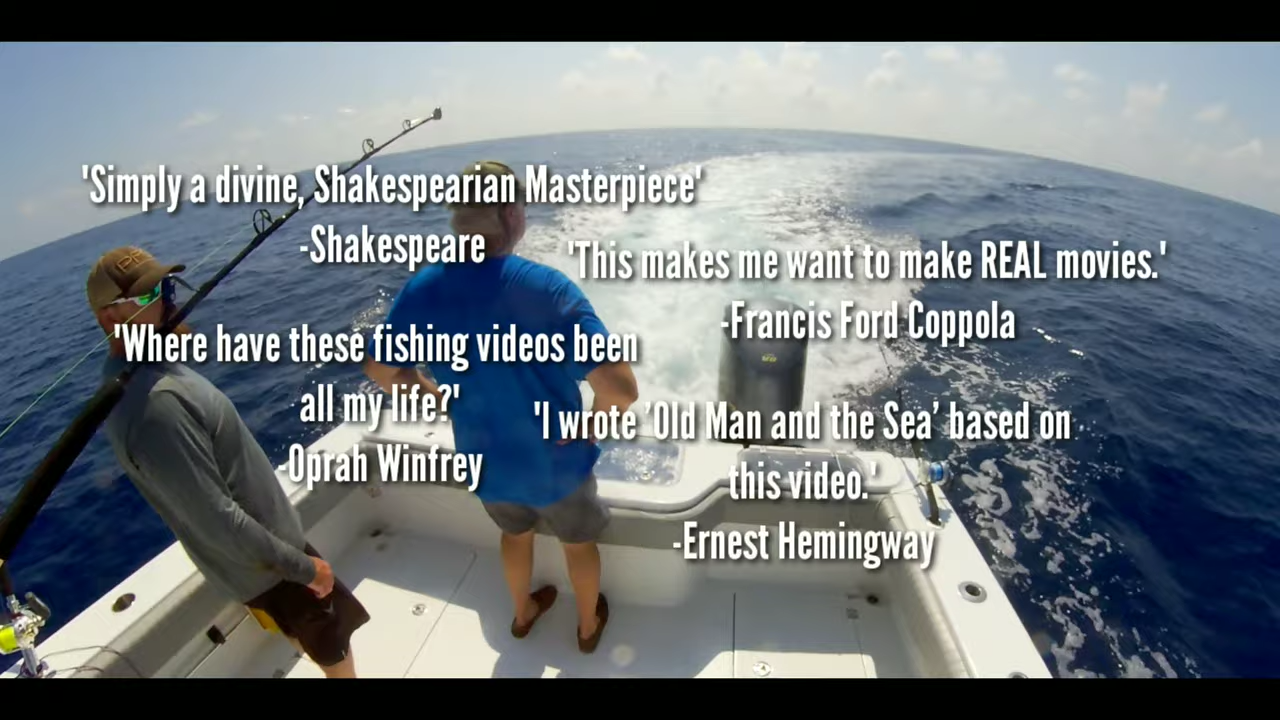 'Simply a divine, Shakespearian Masterpiece'
-Shakespeare
'This makes me want to make REAL movies.'
-Francis Ford Coppola
'Where have these fishing videos been
all my life?'
-Oprah Winfrey
'I wrote 'Old Man and the Sea' based on
this video.'
-Ernest Hemingway